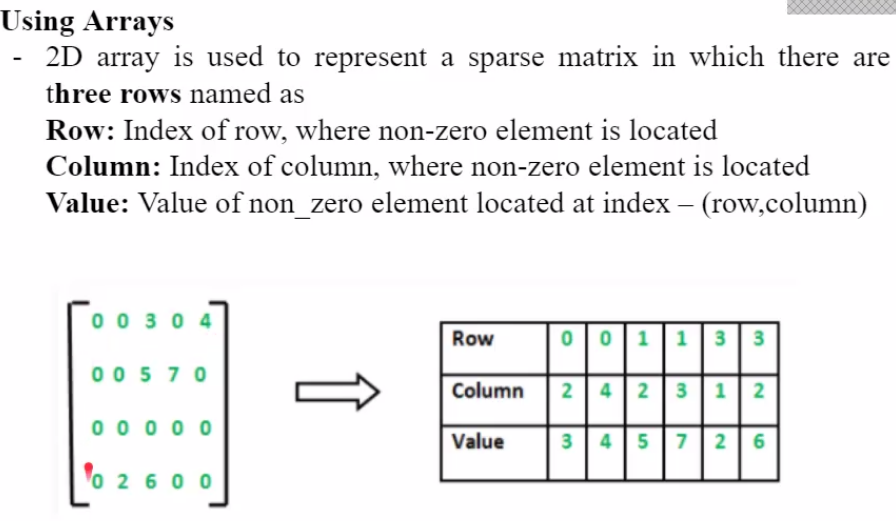 Using Arrays
- 2D array is used to represent a sparse matrix in which there are
three rows named as
Row: Index of row, where non-zero element is located
Column: Index of column, where non-zero element is located
Value: Value of non_zero element located at index – (row,column)
0 0 3 0 4
0 0 5 7 0
0 0 0 0 0
0 2 6 0 0
Row 0 0 1 1 3 3
Column 2 4 2 3 1 2
Value 3 4 5 7 2 6